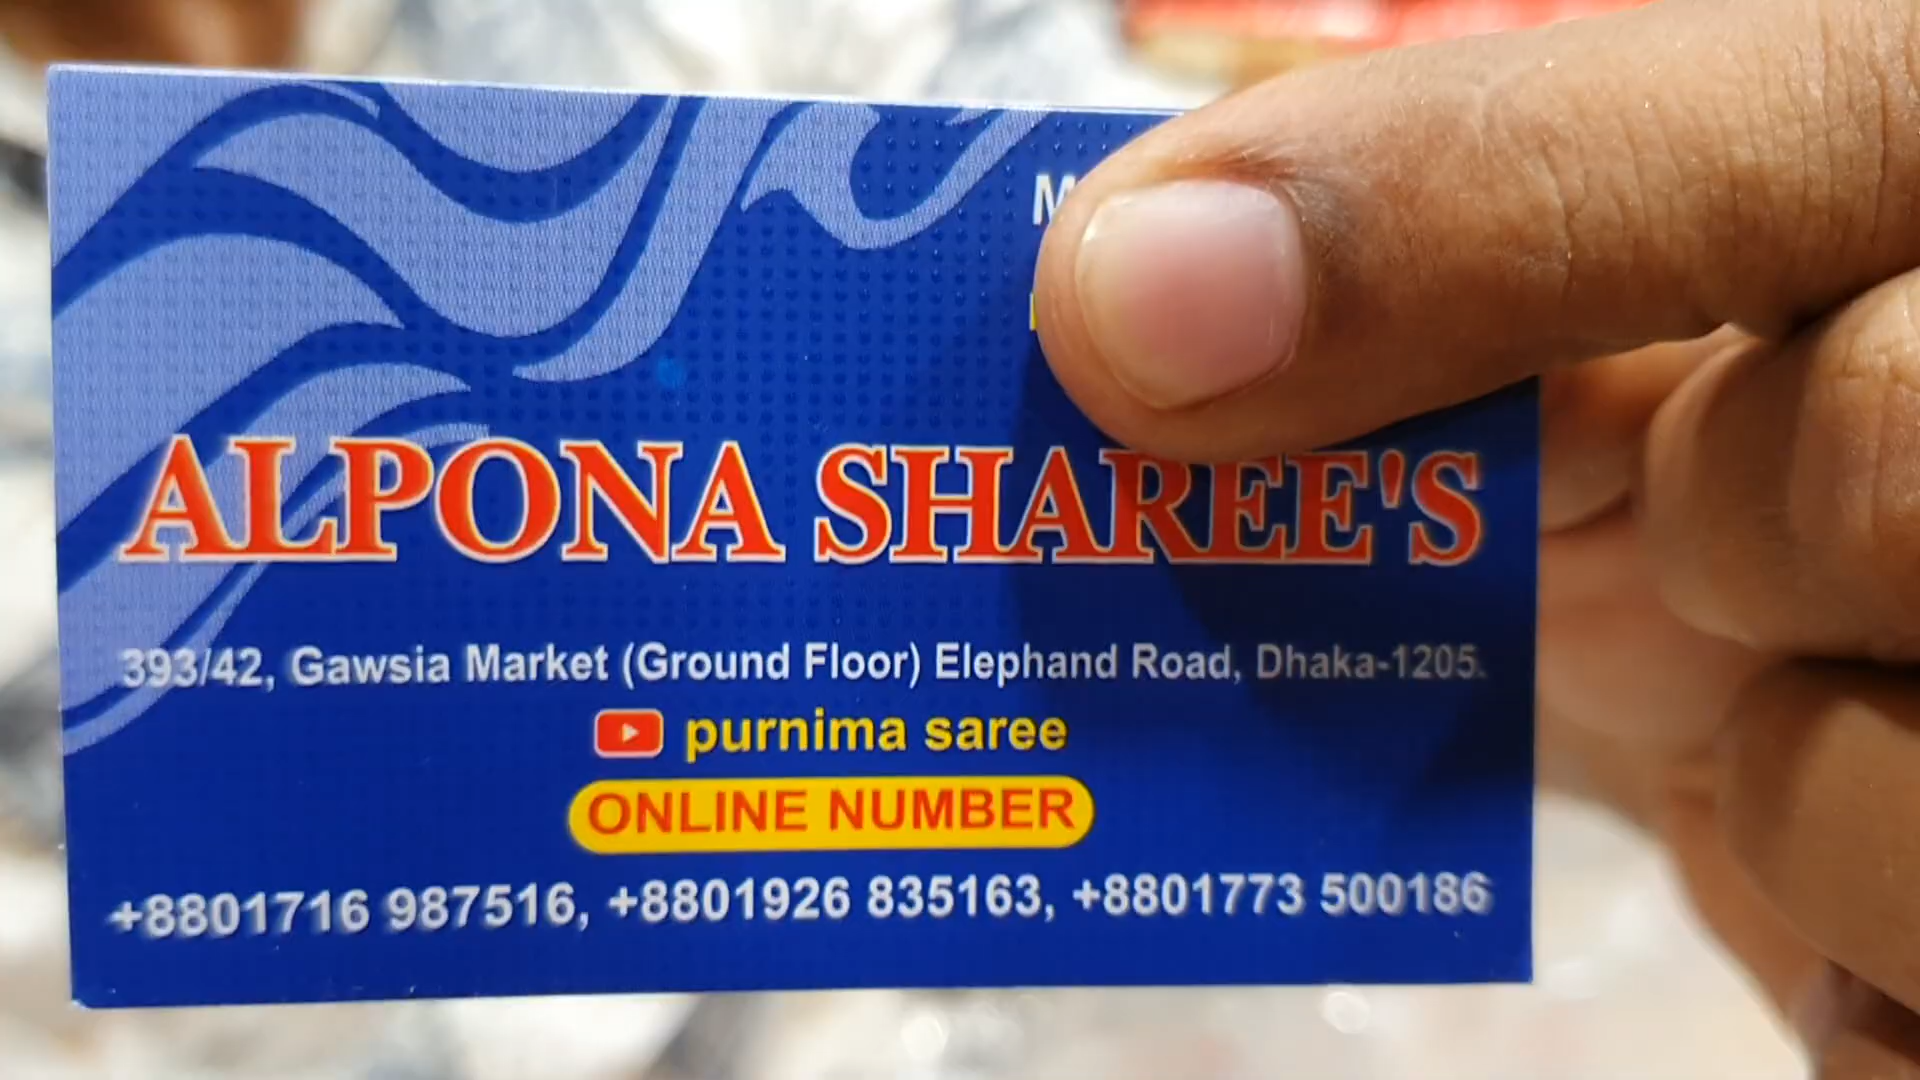 ALPONA SHAREE'S
393/42, Gawsia Market (Ground Floor) Elephand Road, Dhaka-1205.
purnima saree
ONLINE NUMBER
+8801716 987516, +8801926 835163, +8801773 500186